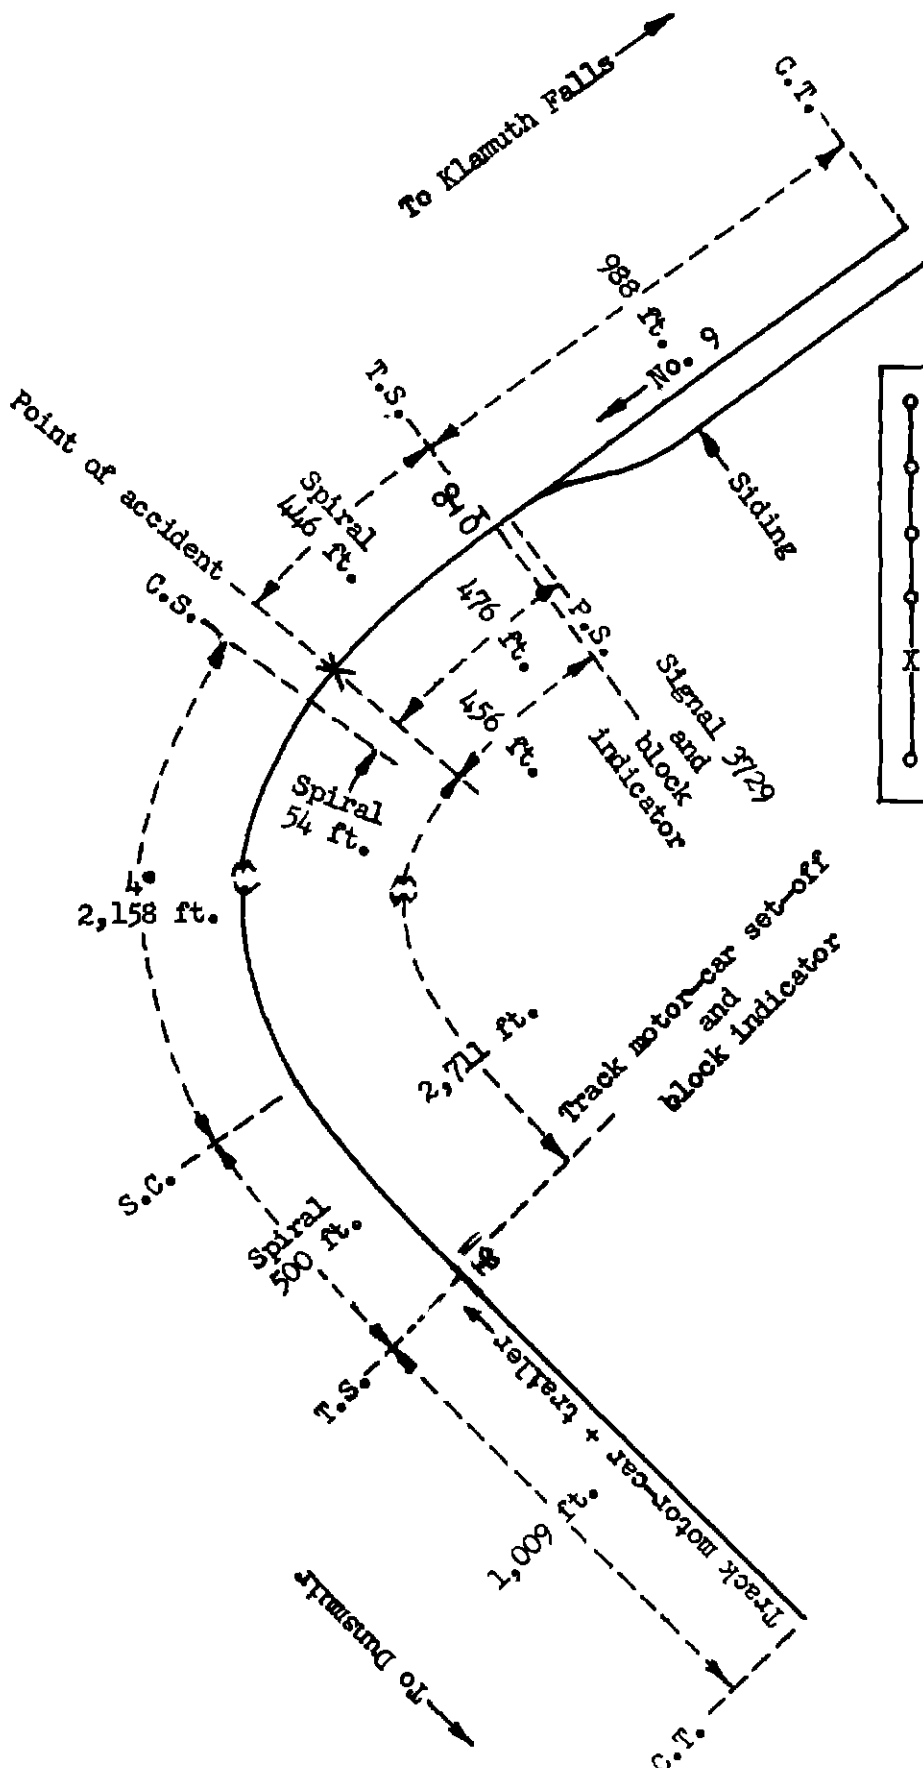 To Klamuth Falls
C.T.
988 ft.
No. 9
T.S.
Siding
Point of accident
Spiral
446 ft.
C.S.
476 ft.
P.S.
456 ft.
Signal 3729
and
block
indicator
Spiral
54 ft.
X
4°
2,158 ft.
Track motor-car set-off
and
block indicator
2,711 ft.
S.C.
Spiral
500 ft.
T.S.
Track motor-car + trailer
1,009 ft.
To Dunsmuir
C.T.